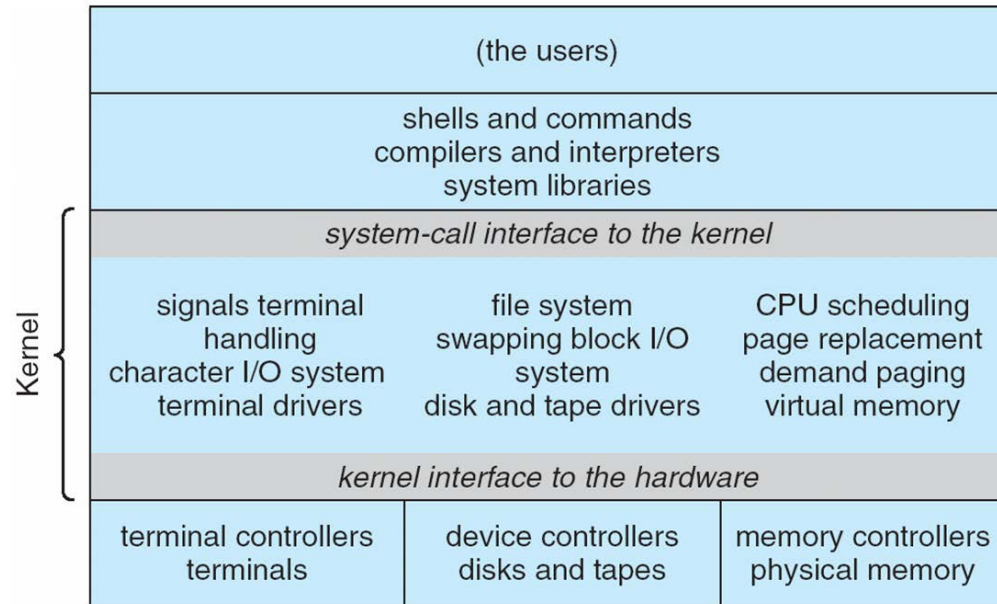 (the users)
shells and commands
compilers and interpreters
system libraries
Kernel
system-call interface to the kernel
signals terminal
handling
character I/O system
terminal drivers
file system
swapping block I/O
system
disk and tape drivers
CPU scheduling
page replacement
demand paging
virtual memory
kernel interface to the hardware
terminal controllers
terminals
device controllers
disks and tapes
memory controllers
physical memory